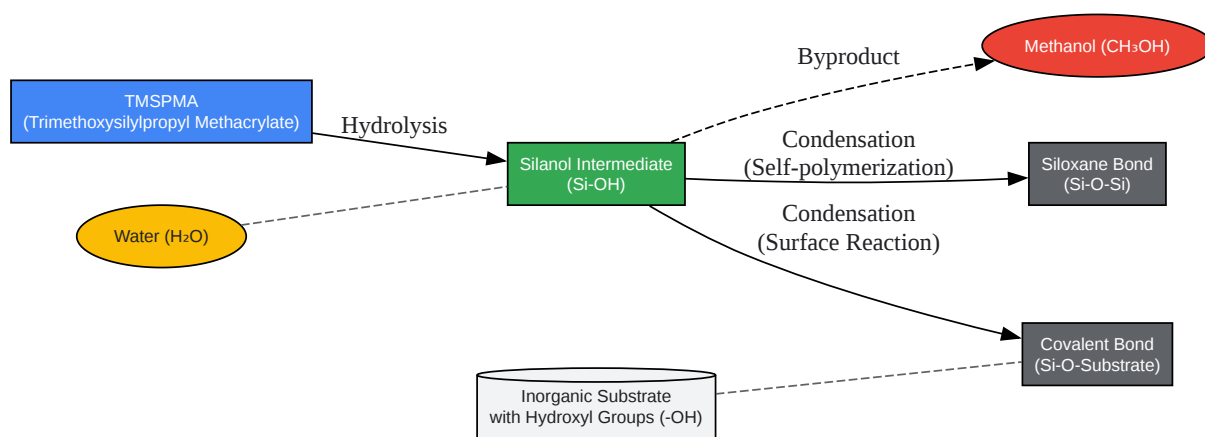 Methanol (CH₃OH)
Byproduct
TMSPMA
(Trimethoxysilylpropyl Methacrylate)
Hydrolysis
Condensation
(Self-polymerization)
Silanol Intermediate
(Si-OH)
Siloxane Bond
(Si-O-Si)
Water (H₂O)
Condensation
(Surface Reaction)
Covalent Bond
(Si-O-Substrate)
Inorganic Substrate
with Hydroxyl Groups (-OH)